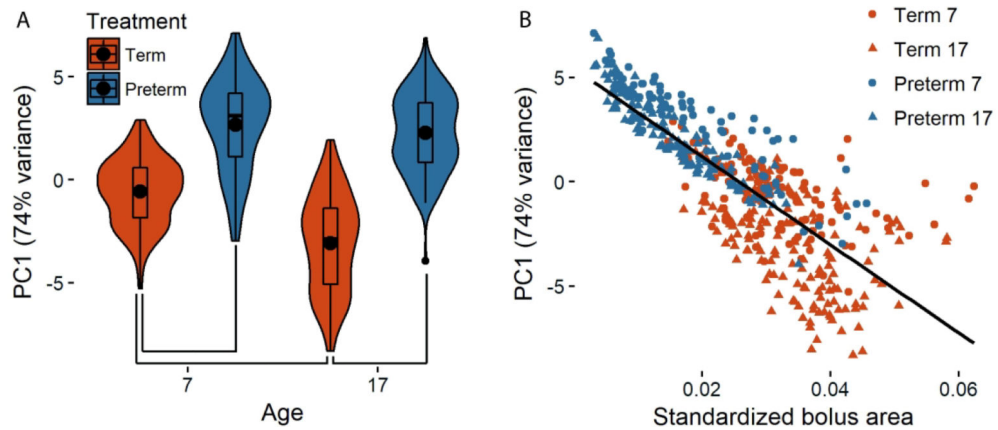 A
Treatment
Term
Preterm
PC1 (74% variance)
5
0
-5
7
17
Age
B
Term 7
Term 17
Preterm 7
Preterm 17
PC1 (74% variance)
5
0
-5
0.02
0.04
0.06
Standardized bolus area